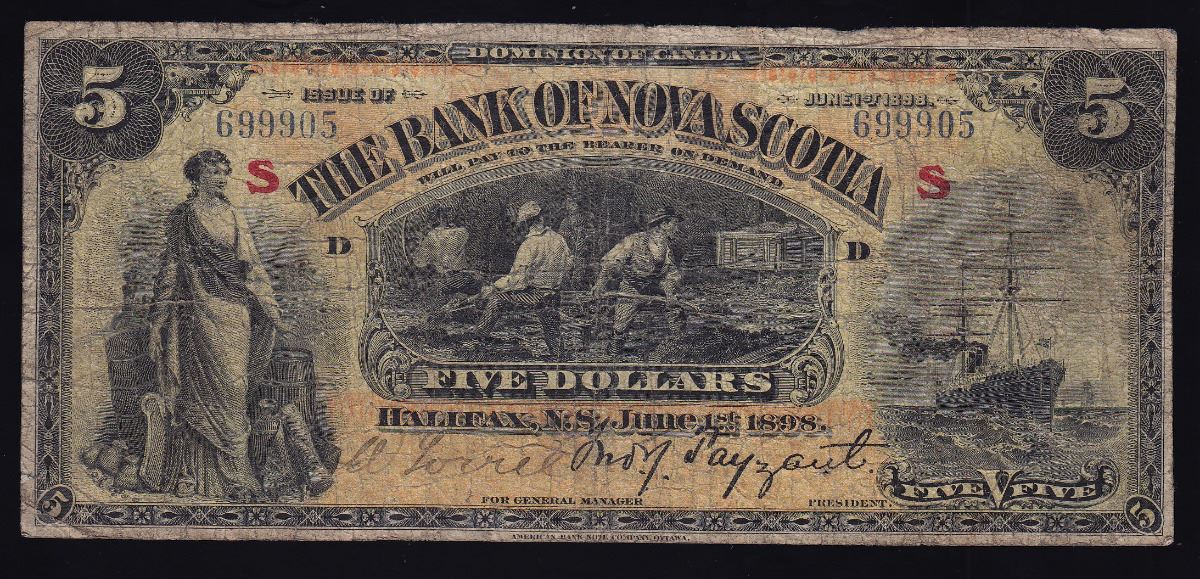 DOMINION OF CANADA
5 5
ISSUE OF JUNE 1ST 1898.
699905 699905
THE BANK OF NOVA SCOTIA
S S
WILL PAY TO THE BEARER ON DEMAND
D D
FIVE DOLLARS
HALIFAX, N.S. June 1st 1898.
Jno Y. Payzant.
FOR GENERAL MANAGER PRESIDENT.
FIVE V FIVE
5 5
AMERICAN BANK NOTE COMPANY, OTTAWA.